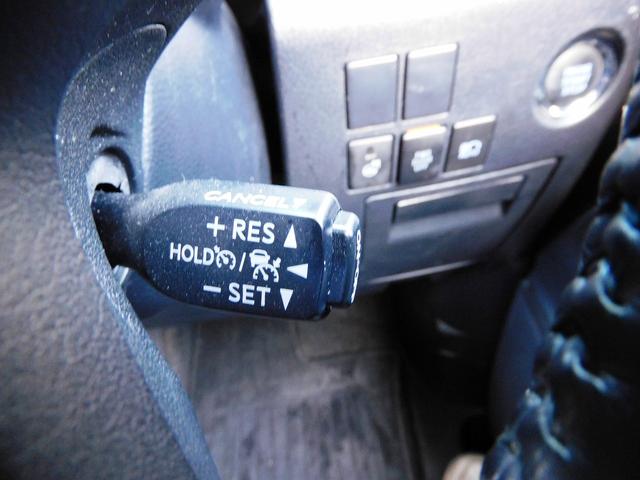 CANCEL▼
+ RES ▲
HOLD / ◄
− SET ▼